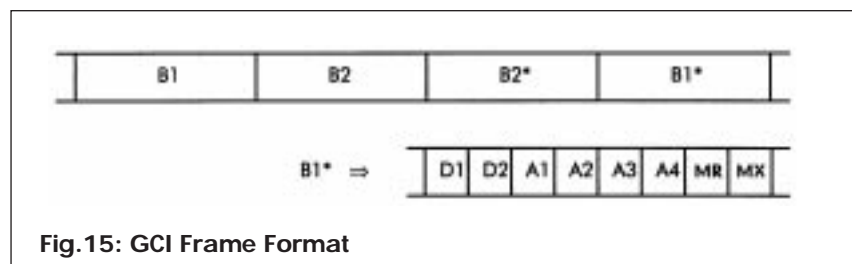 B1 B2 B2* B1*
B1* ⇒ D1 D2 A1 A2 A3 A4 MR MX
Fig.15: GCI Frame Format